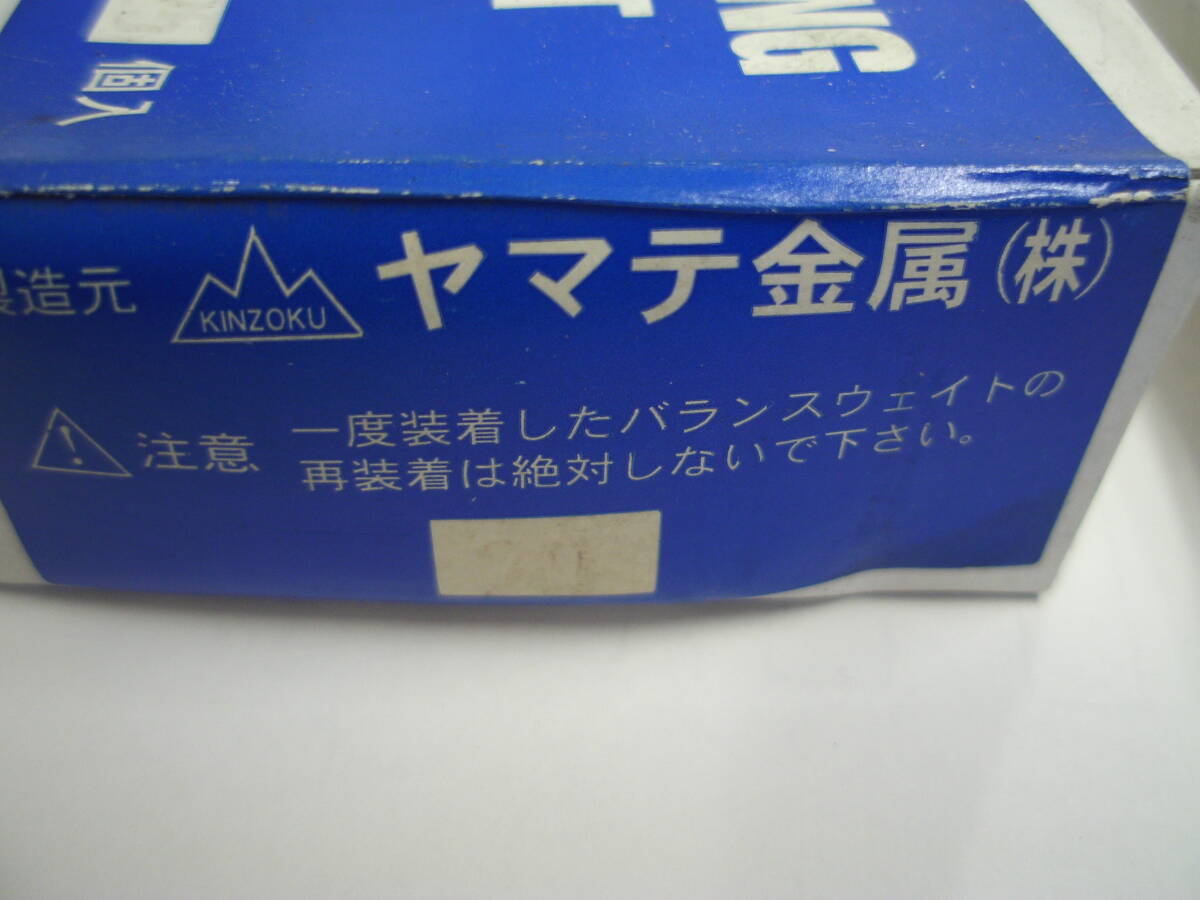 NG
T
個入
製造元 KINZOKU ヤマテ金属(株)
注意 一度装着したバランスウェイトの
再装着は絶対しないで下さい。